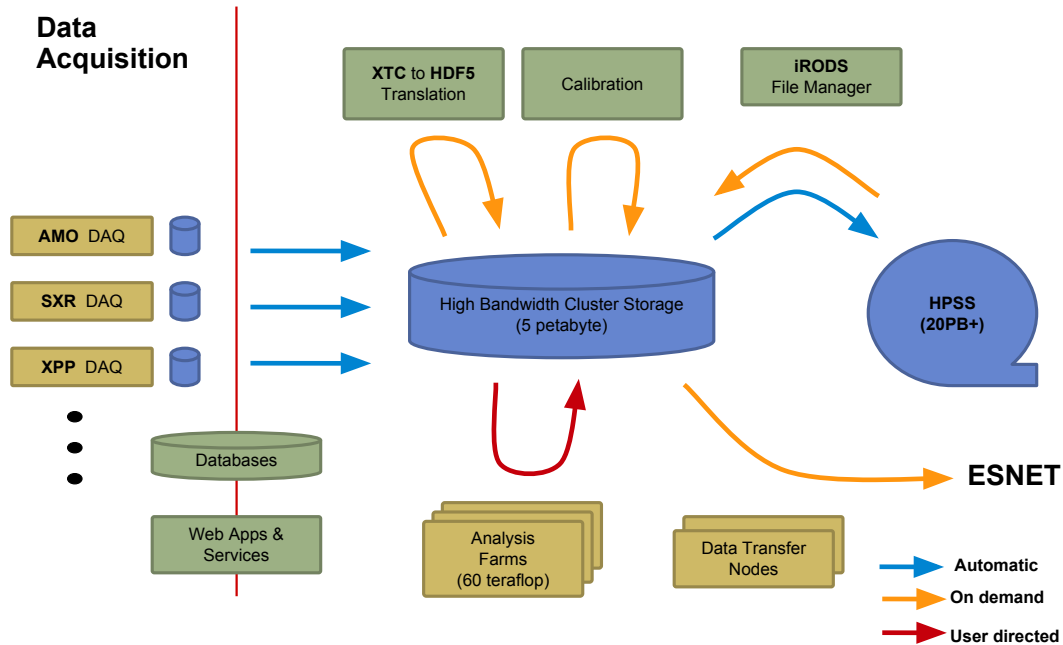 Data
Acquisition
XTC to HDF5
Translation
Calibration
iRODS
File Manager
AMO DAQ
SXR DAQ
XPP DAQ
High Bandwidth Cluster Storage
(5 petabyte)
HPSS
(20PB+)
Databases
Web Apps &
Services
Analysis
Farms
(60 teraflop)
Data Transfer
Nodes
ESNET
Automatic
On demand
User directed